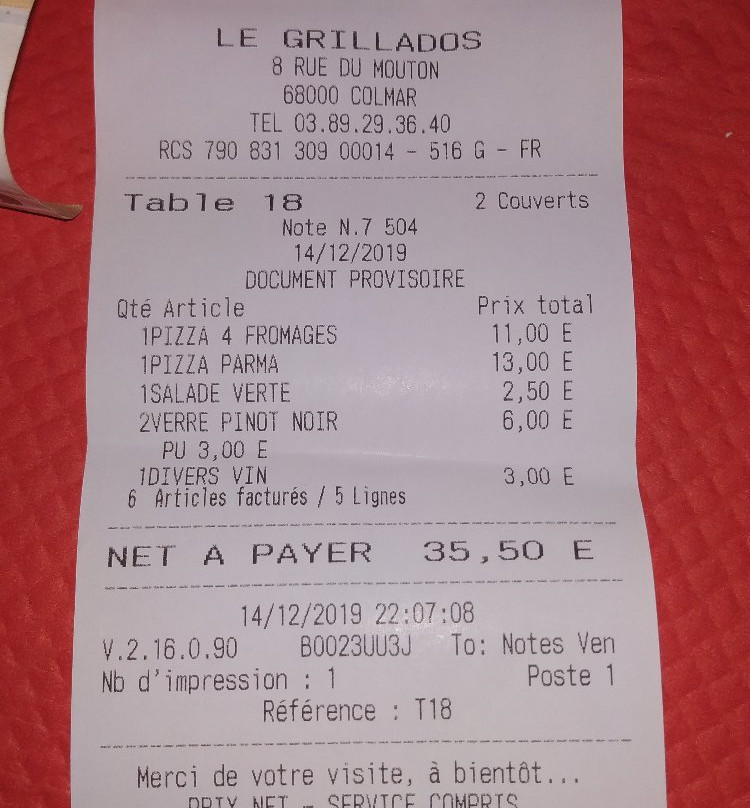 LE GRILLADOS
8 RUE DU MOUTON
68000 COLMAR
TEL 03.89.29.36.40
RCS 790 831 309 00014 - 516 G - FR
Table 18 2 Couverts
Note N.7 504
14/12/2019
DOCUMENT PROVISOIRE
Qté Article Prix total
1PIZZA 4 FROMAGES 11,00 E
1PIZZA PARMA 13,00 E
1SALADE VERTE 2,50 E
2VERRE PINOT NOIR 6,00 E
PU 3,00 E
1DIVERS VIN 3,00 E
6 Articles facturés / 5 Lignes
NET A PAYER 35,50 E
14/12/2019 22:07:08
V.2.16.0.90 B0023UU3J To: Notes Ven
Nb d'impression : 1 Poste 1
Référence : T18
Merci de votre visite, à bientôt...
PRIX NET - SERVICE COMPRIS